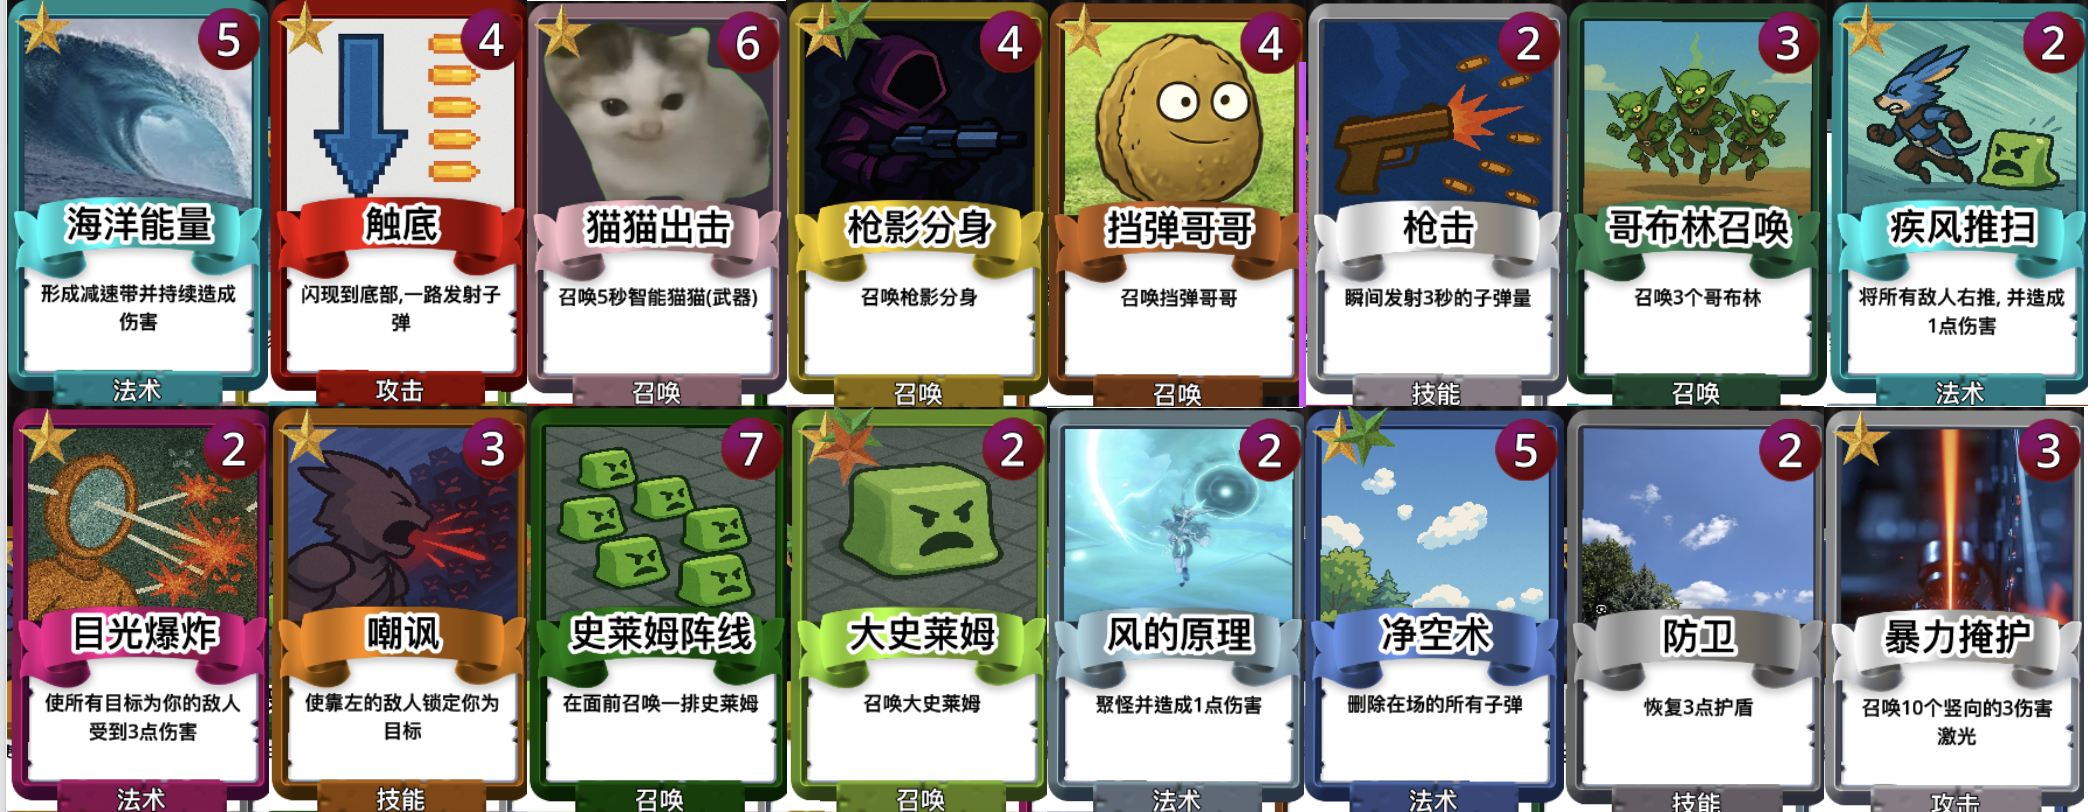 5
海洋能量
形成减速带并持续造成
伤害
法术
4
触底
闪现到底部,一路发射子
弹
攻击
6
猫猫出击
召唤5秒智能猫猫(武器)
召唤
4
枪影分身
召唤枪影分身
召唤
4
挡弹哥哥
召唤挡弹哥哥
召唤
2
枪击
瞬间发射3秒的子弹量
技能
3
哥布林召唤
召唤3个哥布林
召唤
2
疾风推扫
将所有敌人右推, 并造成
1点伤害
法术
2
目光爆炸
使所有目标为你的敌人
受到3点伤害
法术
3
嘲讽
使靠左的敌人锁定你为
目标
技能
7
史莱姆阵线
在面前召唤一排史莱姆
召唤
2
大史莱姆
召唤大史莱姆
召唤
2
风的原理
聚怪并造成1点伤害
法术
5
净空术
删除在场的所有子弹
法术
2
防卫
恢复3点护盾
技能
3
暴力掩护
召唤10个竖向的3伤害
激光
攻击